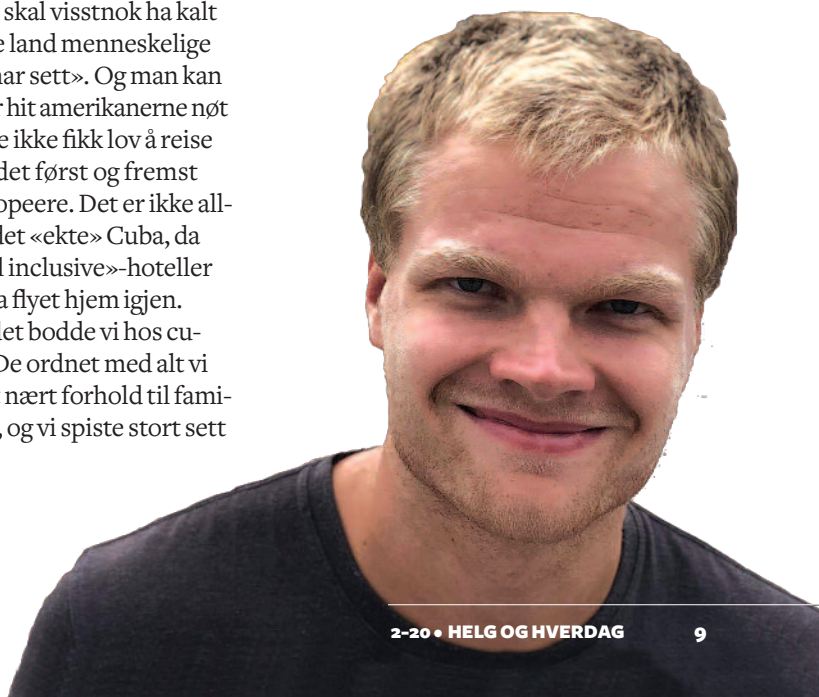 skal visstnok ha kalt
land menneskelige
sett». Og man kan
hit amerikanerne nøt
ikke fikk lov å reise
det først og fremst
Det er ikke all-
det «ekte» Cuba, da
inclusive»-hoteller
flyet hjem igjen.
bodde vi hos cu-
De ordnet med alt vi
nært forhold til fami-
og vi spiste stort sett
2-20 • HELG OG HVERDAG 9